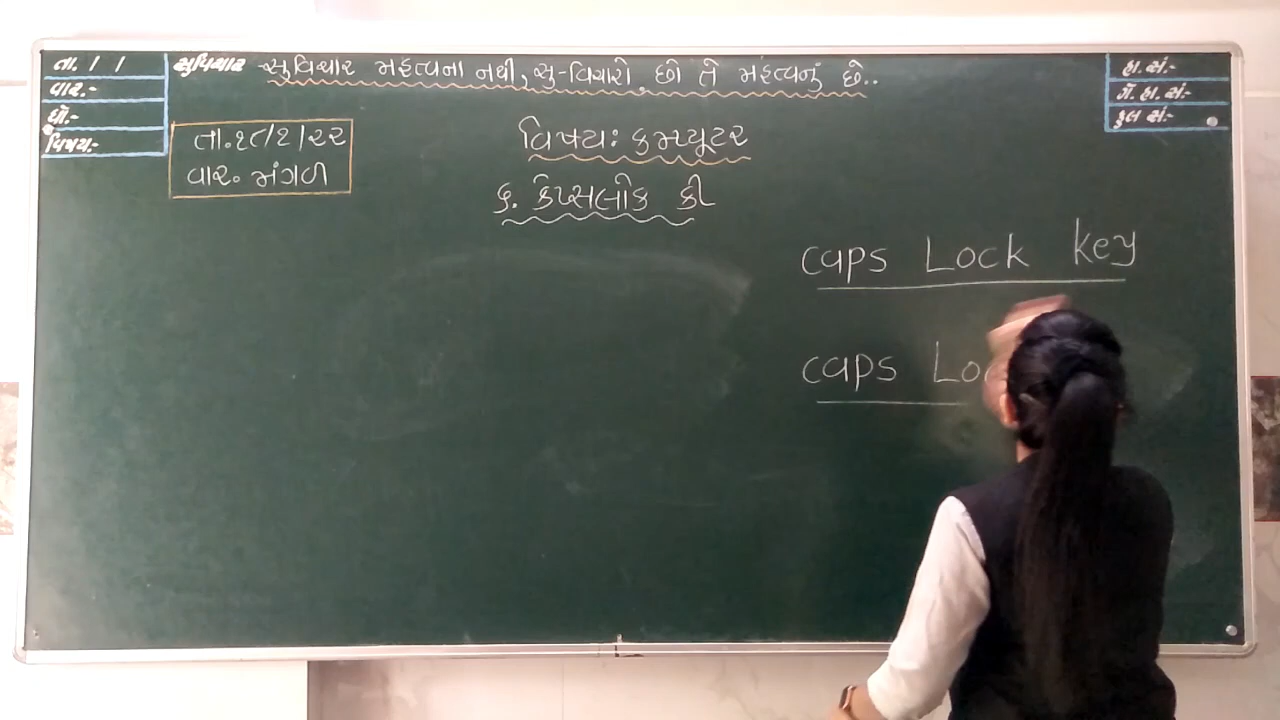 તા. / /
વાર.-
ધો.-
વિષય.-
સુવિચાર -સુવિચાર મહત્વના નથી, સુ-વિચારો છો તે મહત્વનું છે..
હા. સં.-
ગૈ. હા. સં.-
કુલ સં.-
તા.૧૮/૧/૨૨
વાર. મંગળ
વિષય: કમ્પ્યૂટર
૬. કેપ્સલોક કી
caps Lock key
caps Loc